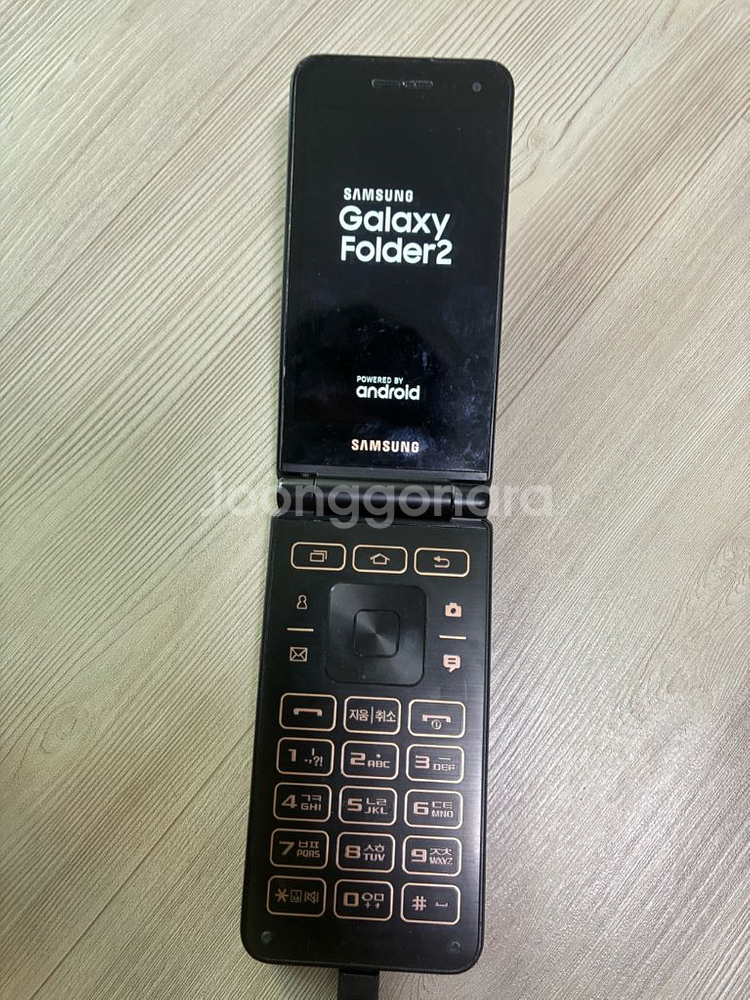 SAMSUNG
Galaxy
Folder2
POWERED BY
android
SAMSUNG
Joonggonara
지움|취소
1 ㅣ .,?!
2 · ABC
3 ㅡ DEF
4 ㄱㅋ GHI
5 ㄴㄹ JKL
6 ㄷㅌ MNO
7 ㅂㅍ PQRS
8 ㅅㅎ TUV
9 ㅈㅊ WXYZ
*
0 ㅇㅁ +
#